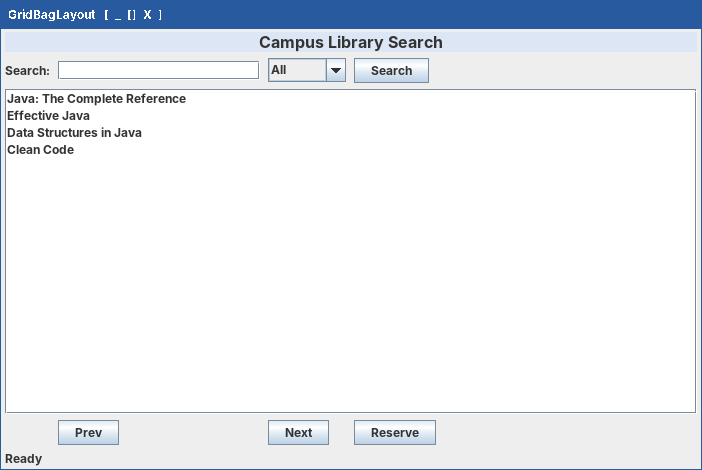 GridBagLayout [ _ [] X ]
Campus Library Search
Search: All Search
Java: The Complete Reference
Effective Java
Data Structures in Java
Clean Code
Prev Next Reserve
Ready